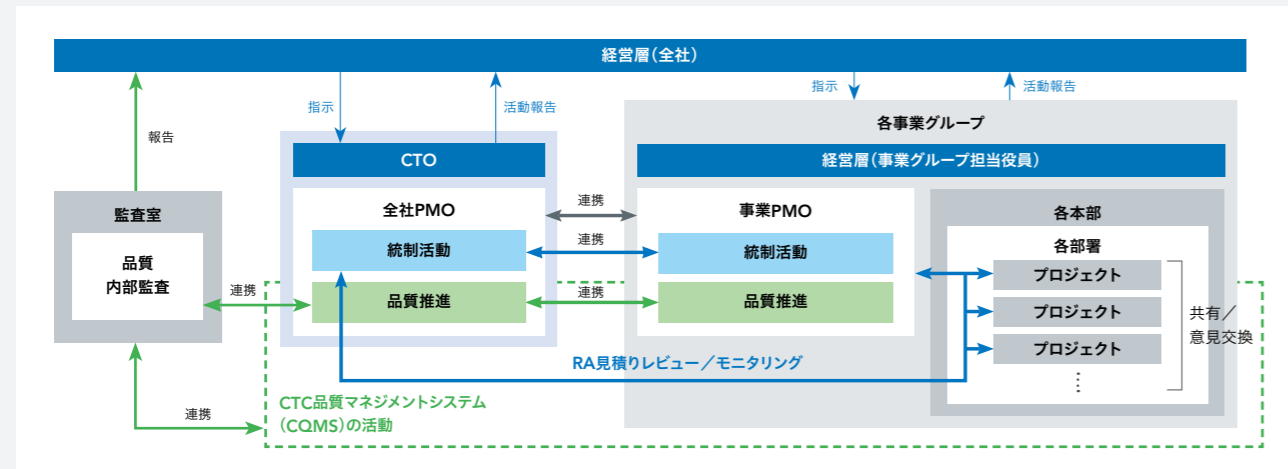 経営層（全社）
指示
活動報告
指示
活動報告
報告
各事業グループ
CTO
経営層（事業グループ担当役員）
監査室
品質
内部監査
全社PMO
連携
事業PMO
各本部
統制活動
連携
統制活動
各部署
プロジェクト
連携
品質推進
連携
品質推進
プロジェクト
プロジェクト
⋮
共有／
意見交換
RA見積りレビュー／モニタリング
連携
CTC品質マネジメントシステム
（CQMS）の活動